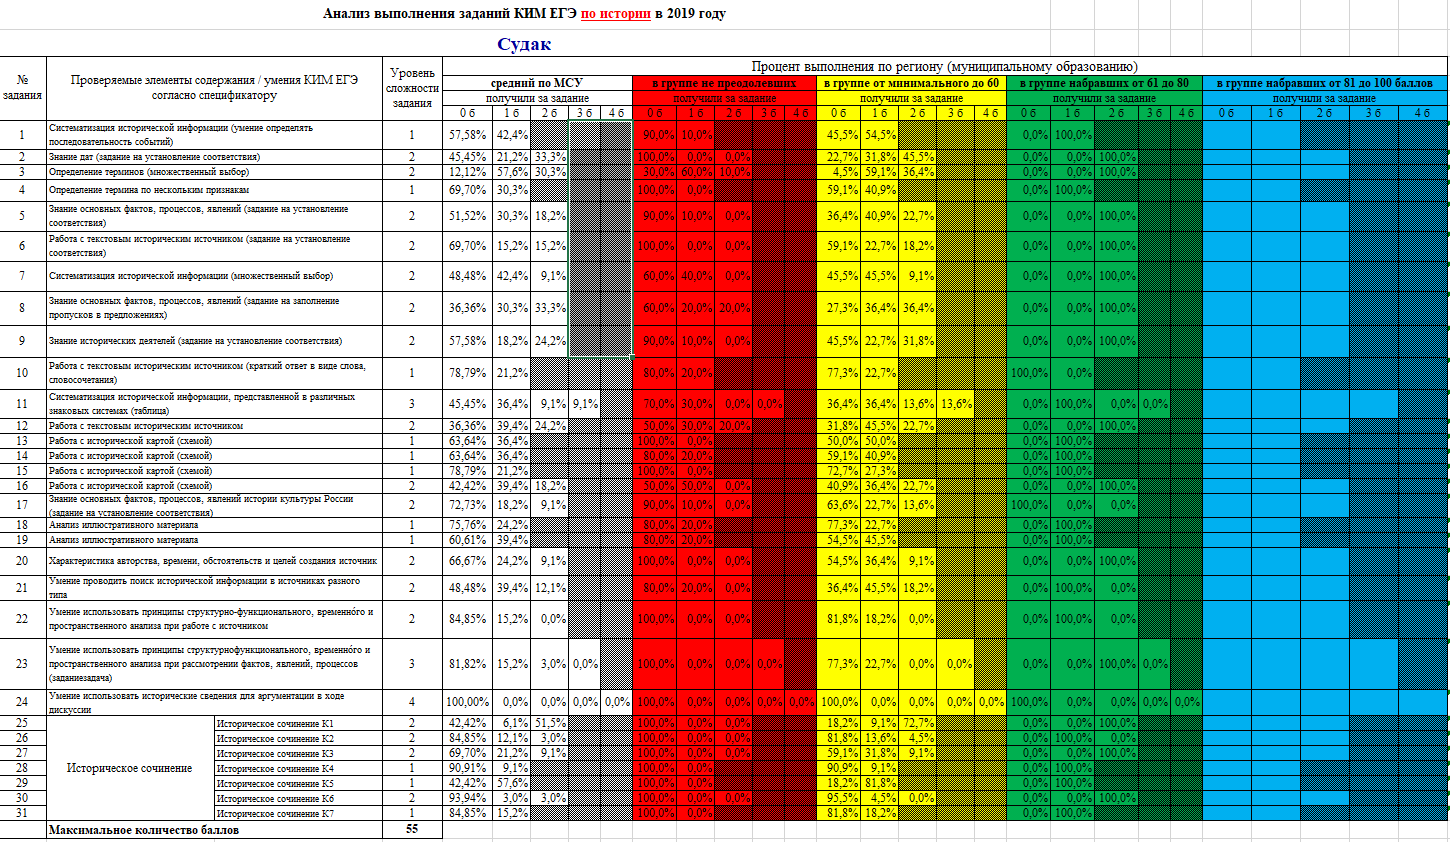 Анализ выполнения заданий КИМ ЕГЭ по истории в 2019 году
Судак
№ задания
Проверяемые элементы содержания / умения КИМ ЕГЭ согласно спецификатору
Уровень сложности задания
Процент выполнения по региону (муниципальному образованию)
средний по МСУ в группе не преодолевших в группе от минимального до 60 в группе набравших от 61 до 80 в группе набравших от 81 до 100 баллов
получили за задание получили за задание получили за задание получили за задание получили за задание
0 б 1 б 2 б 3 б 4 б 0 б 1 б 2 б 3 б 4 б 0 б 1 б 2 б 3 б 4 б 0 б 1 б 2 б 3 б 4 б 0 б 1 б 2 б 3 б 4 б
1 Систематизация исторической информации (умение определять последовательность событий) 1 57,58% 42,4% 90,0% 10,0% 45,5% 54,5% 0,0% 100,0%
2 Знание дат (задание на установление соответствия) 2 45,45% 21,2% 33,3% 100,0% 0,0% 0,0% 22,7% 31,8% 45,5% 0,0% 0,0% 100,0%
3 Определение терминов (множественный выбор) 2 12,12% 57,6% 30,3% 30,0% 60,0% 10,0% 4,5% 59,1% 36,4% 0,0% 0,0% 100,0%
4 Определение термина по нескольким признакам 1 69,70% 30,3% 100,0% 0,0% 59,1% 40,9% 0,0% 100,0%
5 Знание основных фактов, процессов, явлений (задание на установление соответствия) 2 51,52% 30,3% 18,2% 90,0% 10,0% 0,0% 36,4% 40,9% 22,7% 0,0% 0,0% 100,0%
6 Работа с текстовым историческим источником (задание на установление соответствия) 2 69,70% 15,2% 15,2% 100,0% 0,0% 0,0% 59,1% 22,7% 18,2% 0,0% 0,0% 100,0%
7 Систематизация исторической информации (множественный выбор) 2 48,48% 42,4% 9,1% 60,0% 40,0% 0,0% 45,5% 45,5% 9,1% 0,0% 0,0% 100,0%
8 Знание основных фактов, процессов, явлений (задание на заполнение пропусков в предложениях) 2 36,36% 30,3% 33,3% 60,0% 20,0% 20,0% 27,3% 36,4% 36,4% 0,0% 0,0% 100,0%
9 Знание исторических деятелей (задание на установление соответствия) 2 57,58% 18,2% 24,2% 90,0% 10,0% 0,0% 45,5% 22,7% 31,8% 0,0% 0,0% 100,0%
10 Работа с текстовым историческим источником (краткий ответ в виде слова, словосочетания) 1 78,79% 21,2% 80,0% 20,0% 77,3% 22,7% 100,0% 0,0%
11 Систематизация исторической информации, представленной в различных знаковых системах (таблица) 3 45,45% 36,4% 9,1% 9,1% 70,0% 30,0% 0,0% 0,0% 36,4% 36,4% 13,6% 13,6% 0,0% 100,0% 0,0% 0,0%
12 Работа с текстовым историческим источником 2 36,36% 39,4% 24,2% 50,0% 30,0% 20,0% 31,8% 45,5% 22,7% 0,0% 0,0% 100,0%
13 Работа с исторической картой (схемой) 1 63,64% 36,4% 100,0% 0,0% 50,0% 50,0% 0,0% 100,0%
14 Работа с исторической картой (схемой) 1 63,64% 36,4% 80,0% 20,0% 59,1% 40,9% 0,0% 100,0%
15 Работа с исторической картой (схемой) 1 78,79% 21,2% 100,0% 0,0% 72,7% 27,3% 0,0% 100,0%
16 Работа с исторической картой (схемой) 2 42,42% 39,4% 18,2% 50,0% 50,0% 0,0% 40,9% 36,4% 22,7% 0,0% 0,0% 100,0%
17 Знание основных фактов, процессов, явлений истории культуры России (задание на установление соответствия) 2 72,73% 18,2% 9,1% 90,0% 10,0% 0,0% 63,6% 22,7% 13,6% 100,0% 0,0% 0,0%
18 Анализ иллюстративного материала 1 75,76% 24,2% 80,0% 20,0% 77,3% 22,7% 0,0% 100,0%
19 Анализ иллюстративного материала 1 60,61% 39,4% 80,0% 20,0% 54,5% 45,5% 0,0% 100,0%
20 Характеристика авторства, времени, обстоятельств и целей создания источник 2 66,67% 24,2% 9,1% 100,0% 0,0% 0,0% 54,5% 36,4% 9,1% 0,0% 0,0% 100,0%
21 Умение проводить поиск исторической информации в источниках разного типа 2 48,48% 39,4% 12,1% 80,0% 20,0% 0,0% 36,4% 45,5% 18,2% 0,0% 100,0% 0,0%
22 Умение использовать принципы структурно-функционального, временно́го и пространственного анализа при работе с источником 2 84,85% 15,2% 0,0% 100,0% 0,0% 0,0% 81,8% 18,2% 0,0% 0,0% 100,0% 0,0%
23 Умение использовать принципы структурнофункционального, временно́го и пространственного анализа при рассмотрении фактов, явлений, процессов (заданиезадача) 3 81,82% 15,2% 3,0% 0,0% 100,0% 0,0% 0,0% 0,0% 77,3% 22,7% 0,0% 0,0% 0,0% 0,0% 100,0% 0,0%
24 Умение использовать исторические сведения для аргументации в ходе дискуссии 4 100,00% 0,0% 0,0% 0,0% 0,0% 100,0% 0,0% 0,0% 0,0% 0,0% 100,0% 0,0% 0,0% 0,0% 0,0% 100,0% 0,0% 0,0% 0,0% 0,0%
Историческое сочинение
25 Историческое сочинение К1 2 42,42% 6,1% 51,5% 100,0% 0,0% 0,0% 18,2% 9,1% 72,7% 0,0% 0,0% 100,0%
26 Историческое сочинение К2 2 84,85% 12,1% 3,0% 100,0% 0,0% 0,0% 81,8% 13,6% 4,5% 0,0% 100,0% 0,0%
27 Историческое сочинение К3 2 69,70% 21,2% 9,1% 100,0% 0,0% 0,0% 59,1% 31,8% 9,1% 0,0% 0,0% 100,0%
28 Историческое сочинение К4 1 90,91% 9,1% 100,0% 0,0% 90,9% 9,1% 0,0% 100,0%
29 Историческое сочинение К5 1 42,42% 57,6% 100,0% 0,0% 18,2% 81,8% 0,0% 100,0%
30 Историческое сочинение К6 2 93,94% 3,0% 3,0% 100,0% 0,0% 0,0% 95,5% 4,5% 0,0% 0,0% 0,0% 100,0%
31 Историческое сочинение К7 1 84,85% 15,2% 100,0% 0,0% 81,8% 18,2% 0,0% 100,0%
Максимальное количество баллов 55